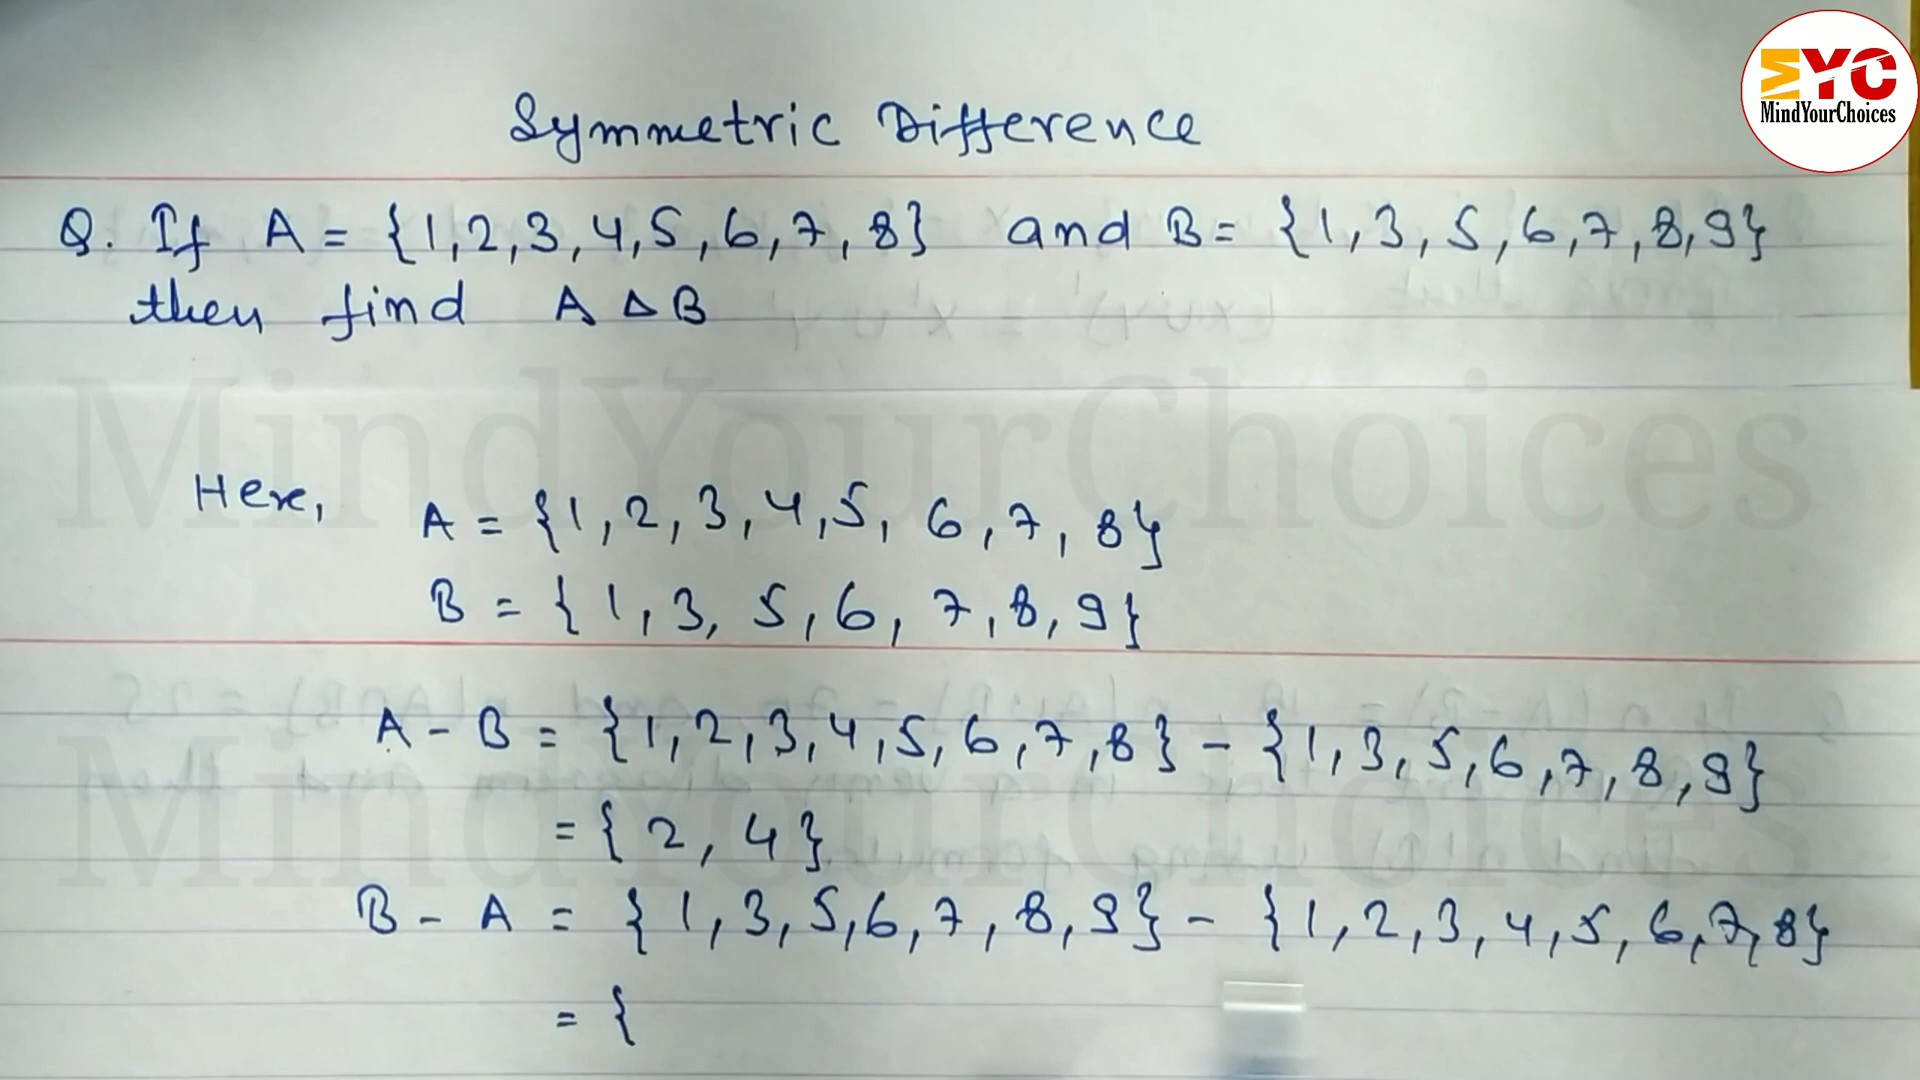 MYC
MindYourChoices
Symmetric Difference
Q. If A = {1,2,3,4,5,6,7,8} and B = {1,3,5,6,7,8,9}
then find A Δ B
MindYourChoices
Here, A = {1,2,3,4,5,6,7,8}
B = {1,3,5,6,7,8,9}
A - B = {1,2,3,4,5,6,7,8} - {1,3,5,6,7,8,9}
MindYourChoices
= {2,4}
B - A = {1,3,5,6,7,8,9} - {1,2,3,4,5,6,7,8}
= {